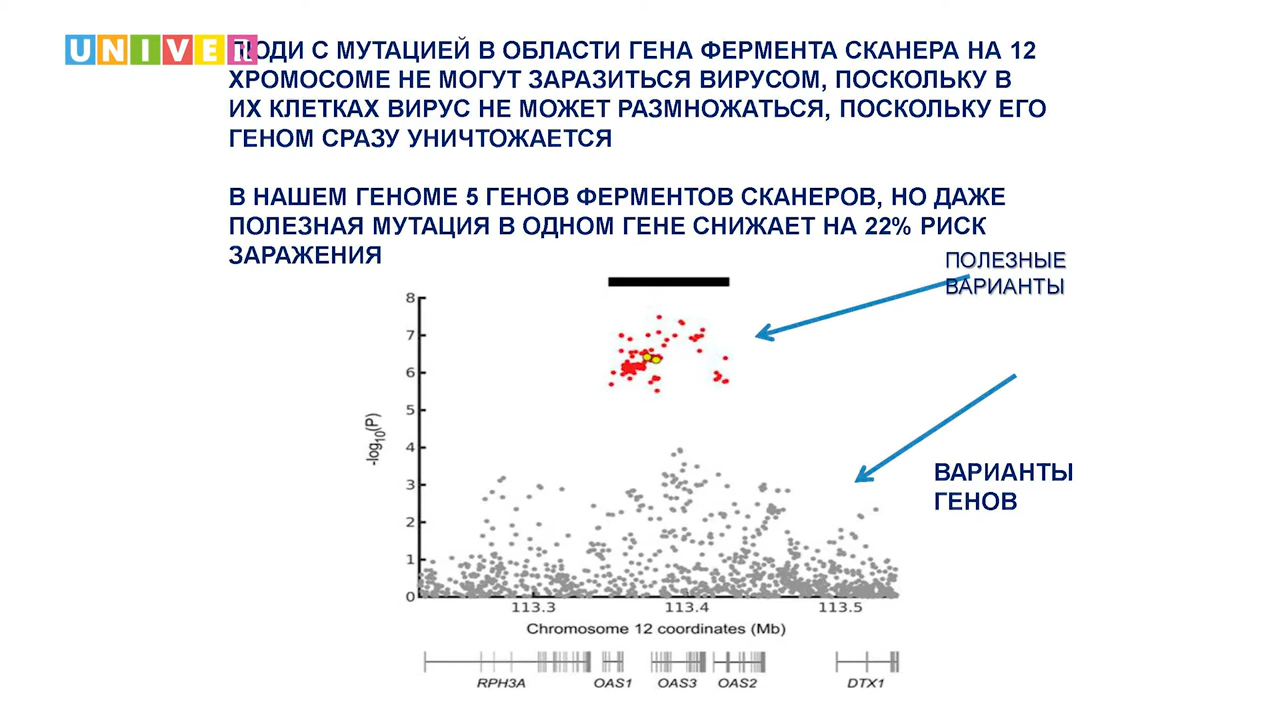 UNIVER
ЛЮДИ С МУТАЦИЕЙ В ОБЛАСТИ ГЕНА ФЕРМЕНТА СКАНЕРА НА 12
ХРОМОСОМЕ НЕ МОГУТ ЗАРАЗИТЬСЯ ВИРУСОМ, ПОСКОЛЬКУ В
ИХ КЛЕТКАХ ВИРУС НЕ МОЖЕТ РАЗМНОЖАТЬСЯ, ПОСКОЛЬКУ ЕГО
ГЕНОМ СРАЗУ УНИЧТОЖАЕТСЯ
В НАШЕМ ГЕНОМЕ 5 ГЕНОВ ФЕРМЕНТОВ СКАНЕРОВ, НО ДАЖЕ
ПОЛЕЗНАЯ МУТАЦИЯ В ОДНОМ ГЕНЕ СНИЖАЕТ НА 22% РИСК
ЗАРАЖЕНИЯ
ПОЛЕЗНЫЕ
ВАРИАНТЫ
8
7
6
5
4
3
2
1
0
-log10(P)
ВАРИАНТЫ
ГЕНОВ
113.3 113.4 113.5
Chromosome 12 coordinates (Mb)
RPH3A OAS1 OAS3 OAS2 DTX1